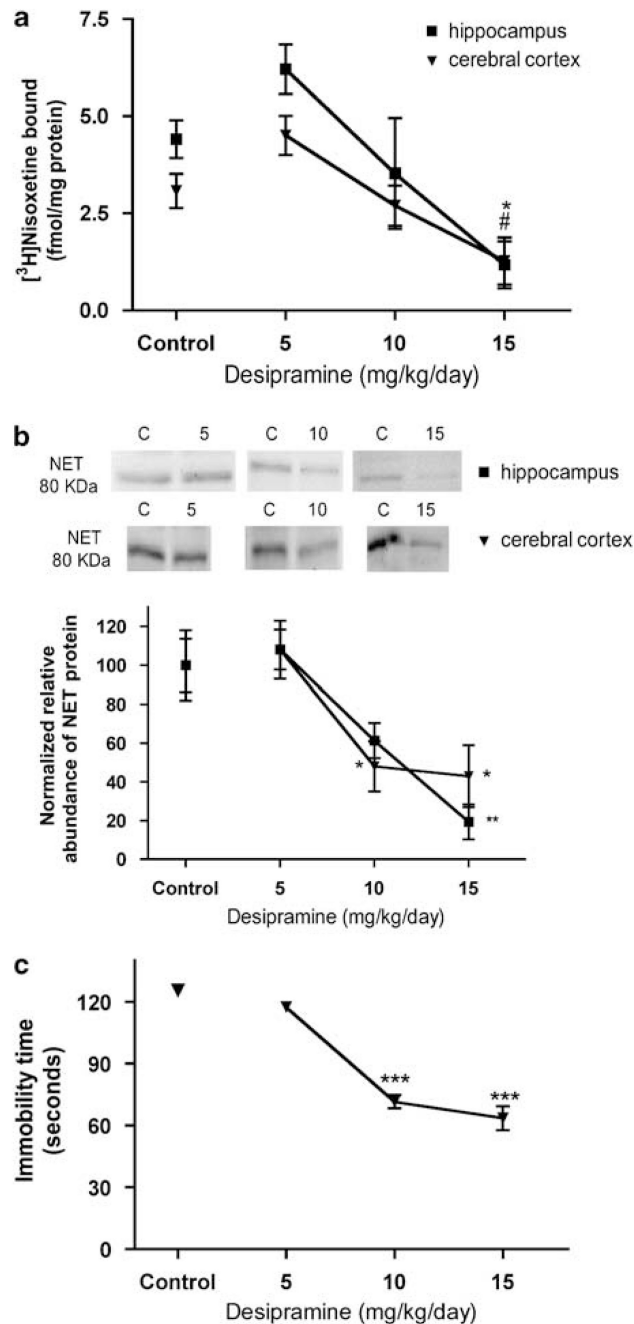 a
7.5
5.0
2.5
0.0
[³H]Nisoxetine bound
(fmol/mg protein)
■ hippocampus
▼ cerebral cortex
*
#
Control 5 10 15
Desipramine (mg/kg/day)
b
C 5 C 10 C 15
NET
80 KDa
■ hippocampus
C 5 C 10 C 15
NET
80 KDa
▼ cerebral cortex
120
100
80
60
40
20
0
Normalized relative
abundance of NET protein
*
*
**
Control 5 10 15
Desipramine (mg/kg/day)
c
120
90
60
30
0
Immobility time
(seconds)
***
***
Control 5 10 15
Desipramine (mg/kg/day)